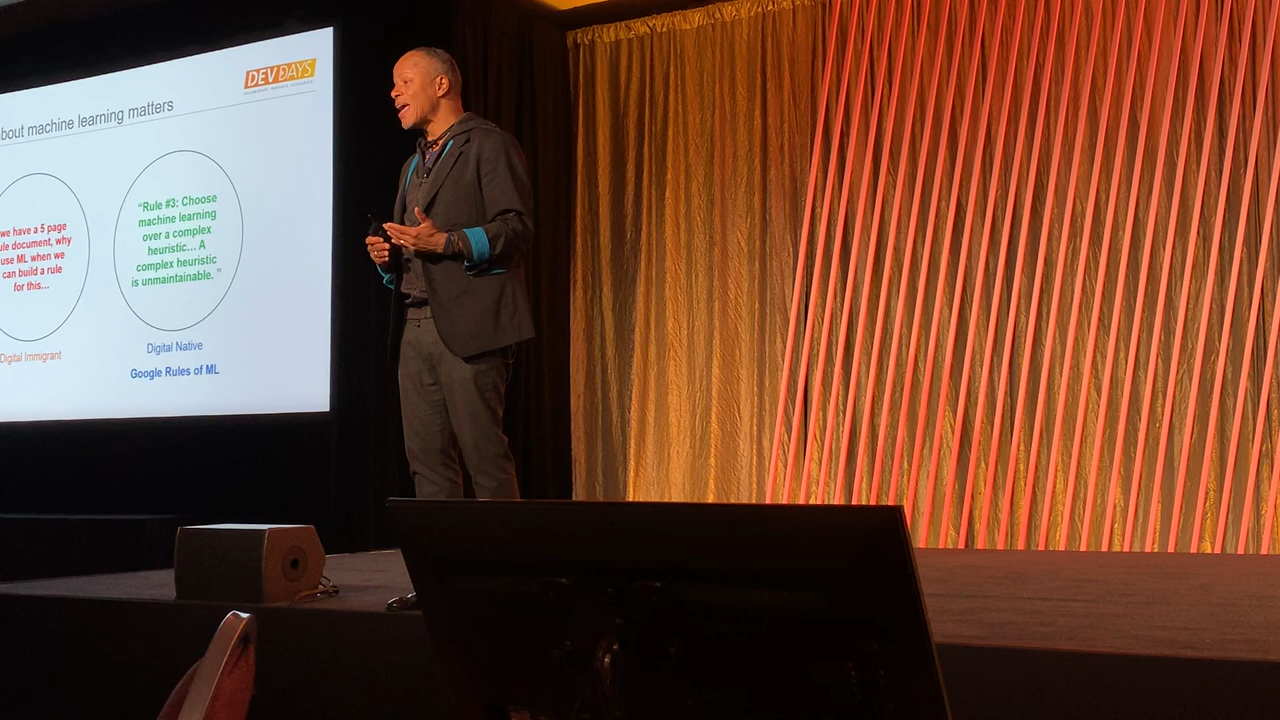 DEV DAYS
about machine learning matters
we have a 5 page
rule document, why
use ML when we
can build a rule
for this...
Digital Immigrant
“Rule #3: Choose
machine learning
over a complex
heuristic... A
complex heuristic
is unmaintainable. ”
Digital Native
Google Rules of ML